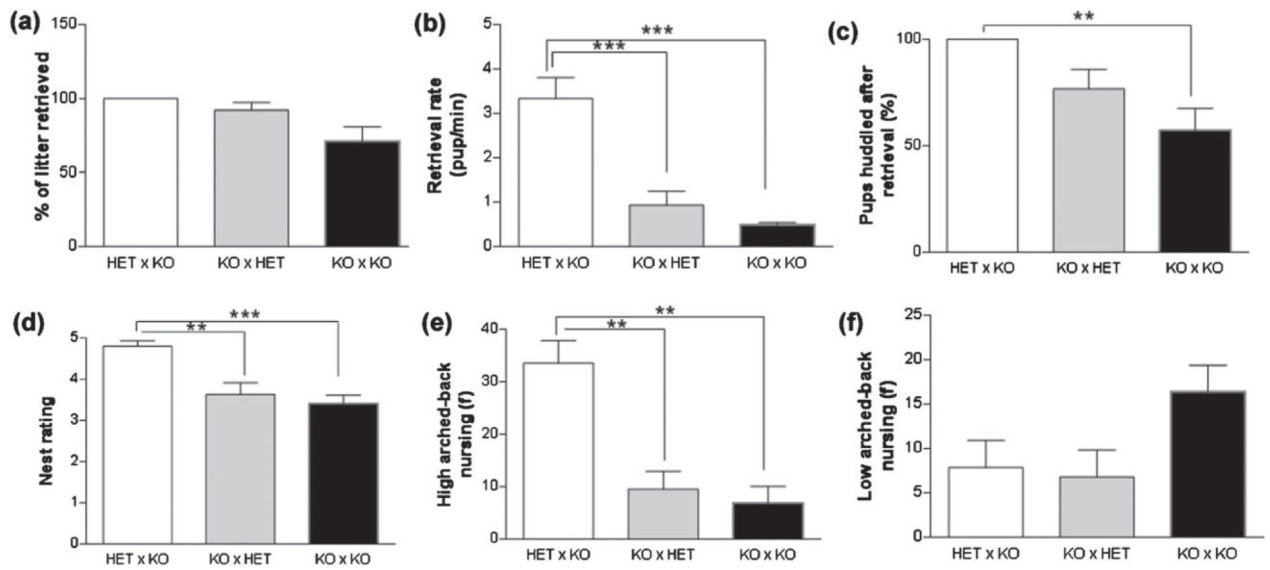 (a)
% of litter retrieved
150
100
50
0
HET x KO KO x HET KO x KO
(b)
Retrieval rate
(pup/min)
5
4
3
2
1
0
***
***
HET x KO KO x HET KO x KO
(c)
Pups huddled after
retrieval (%)
100
50
0
**
HET x KO KO x HET KO x KO
(d)
Nest rating
5
4
3
2
1
0
***
**
HET x KO KO x HET KO x KO
(e)
High arched-back
nursing (f)
40
30
20
10
0
**
**
HET x KO KO x HET KO x KO
(f)
Low arched-back
nursing (f)
25
20
15
10
5
0
HET x KO KO x HET KO x KO